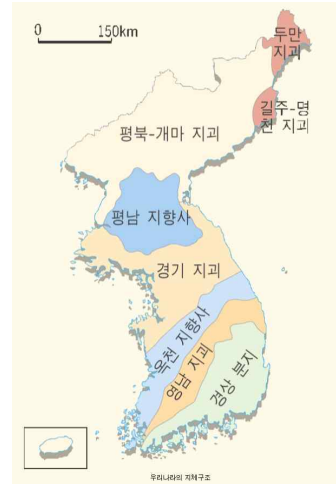 0 150km
두만
지괴
길주-명
천 지괴
평북-개마 지괴
평남 지향사
경기 지괴
옥천 지향사
영남 지괴
경상 분지
우리나라의 지체구조